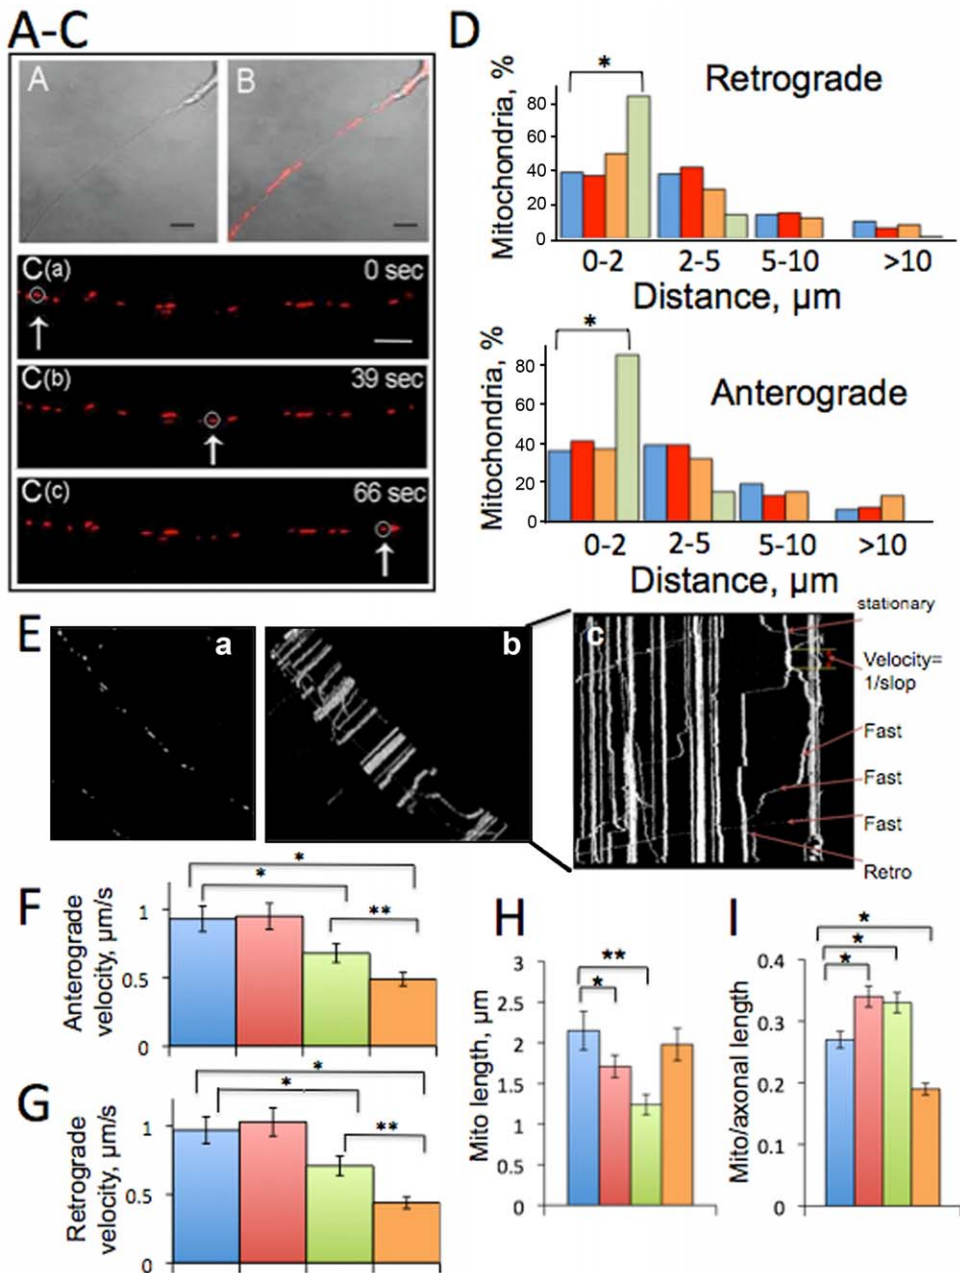 A-C
A
B
C(a)
0 sec
C(b)
39 sec
C(c)
66 sec
D
Mitochondria, %
80
60
40
20
0
*
Retrograde
0-2 2-5 5-10 >10
Distance, µm
Mitochondria, %
80
60
40
20
0
*
Anterograde
0-2 2-5 5-10 >10
Distance, µm
E
a
b
c
stationary
Velocity=
1/slop
Fast
Fast
Fast
Retro
F
Anterograde
velocity, µm/s
1
0.5
0
*
*
**
G
Retrograde
velocity, µm/s
1
0.5
0
*
*
**
H
Mito length, µm
3
2.5
2
1.5
1
0.5
0
**
*
I
Mito/axonal length
0.4
0.3
0.2
0.1
0
*
*
*